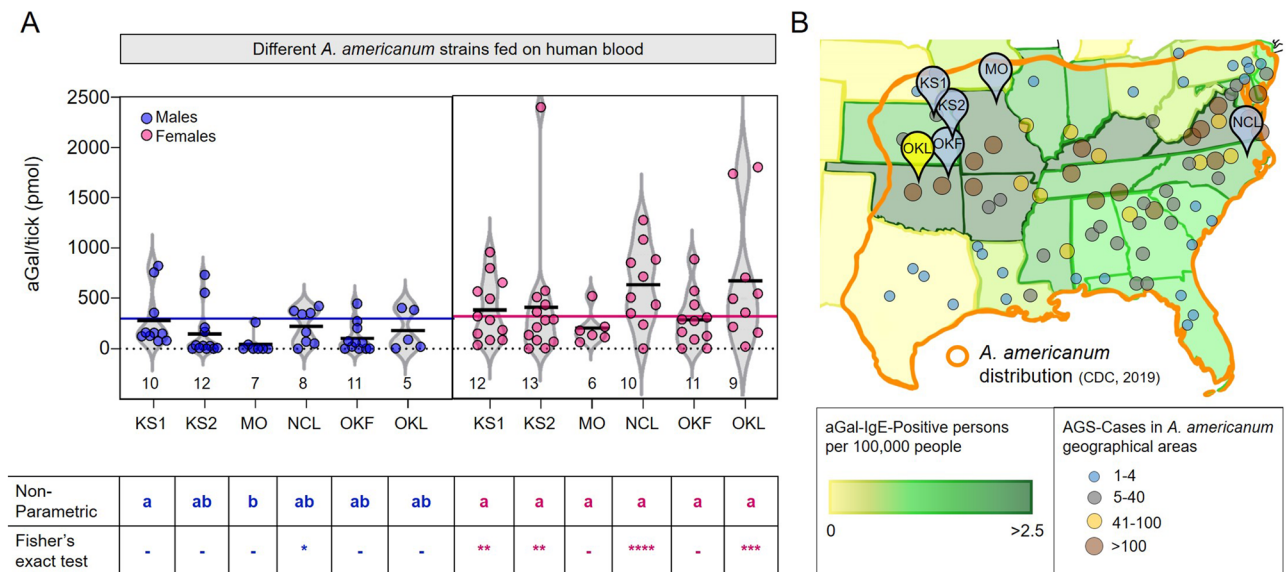 A
Different A. americanum strains fed on human blood
aGal/tick (pmol)
2500
2000
1500
1000
500
0
Males
Females
10 12 7 8 11 5 12 13 6 10 11 9
KS1 KS2 MO NCL OKF OKL KS1 KS2 MO NCL OKF OKL
Non-
Parametric
a ab b ab ab ab a a a a a a
Fisher's
exact test
- - - * - - ** ** - **** - ***
B
MO
KS1
KS2
NCL
OKL OKF
A. americanum
distribution (CDC, 2019)
aGal-IgE-Positive persons
per 100,000 people
0 >2.5
AGS-Cases in A. americanum
geographical areas
1-4
5-40
41-100
>100